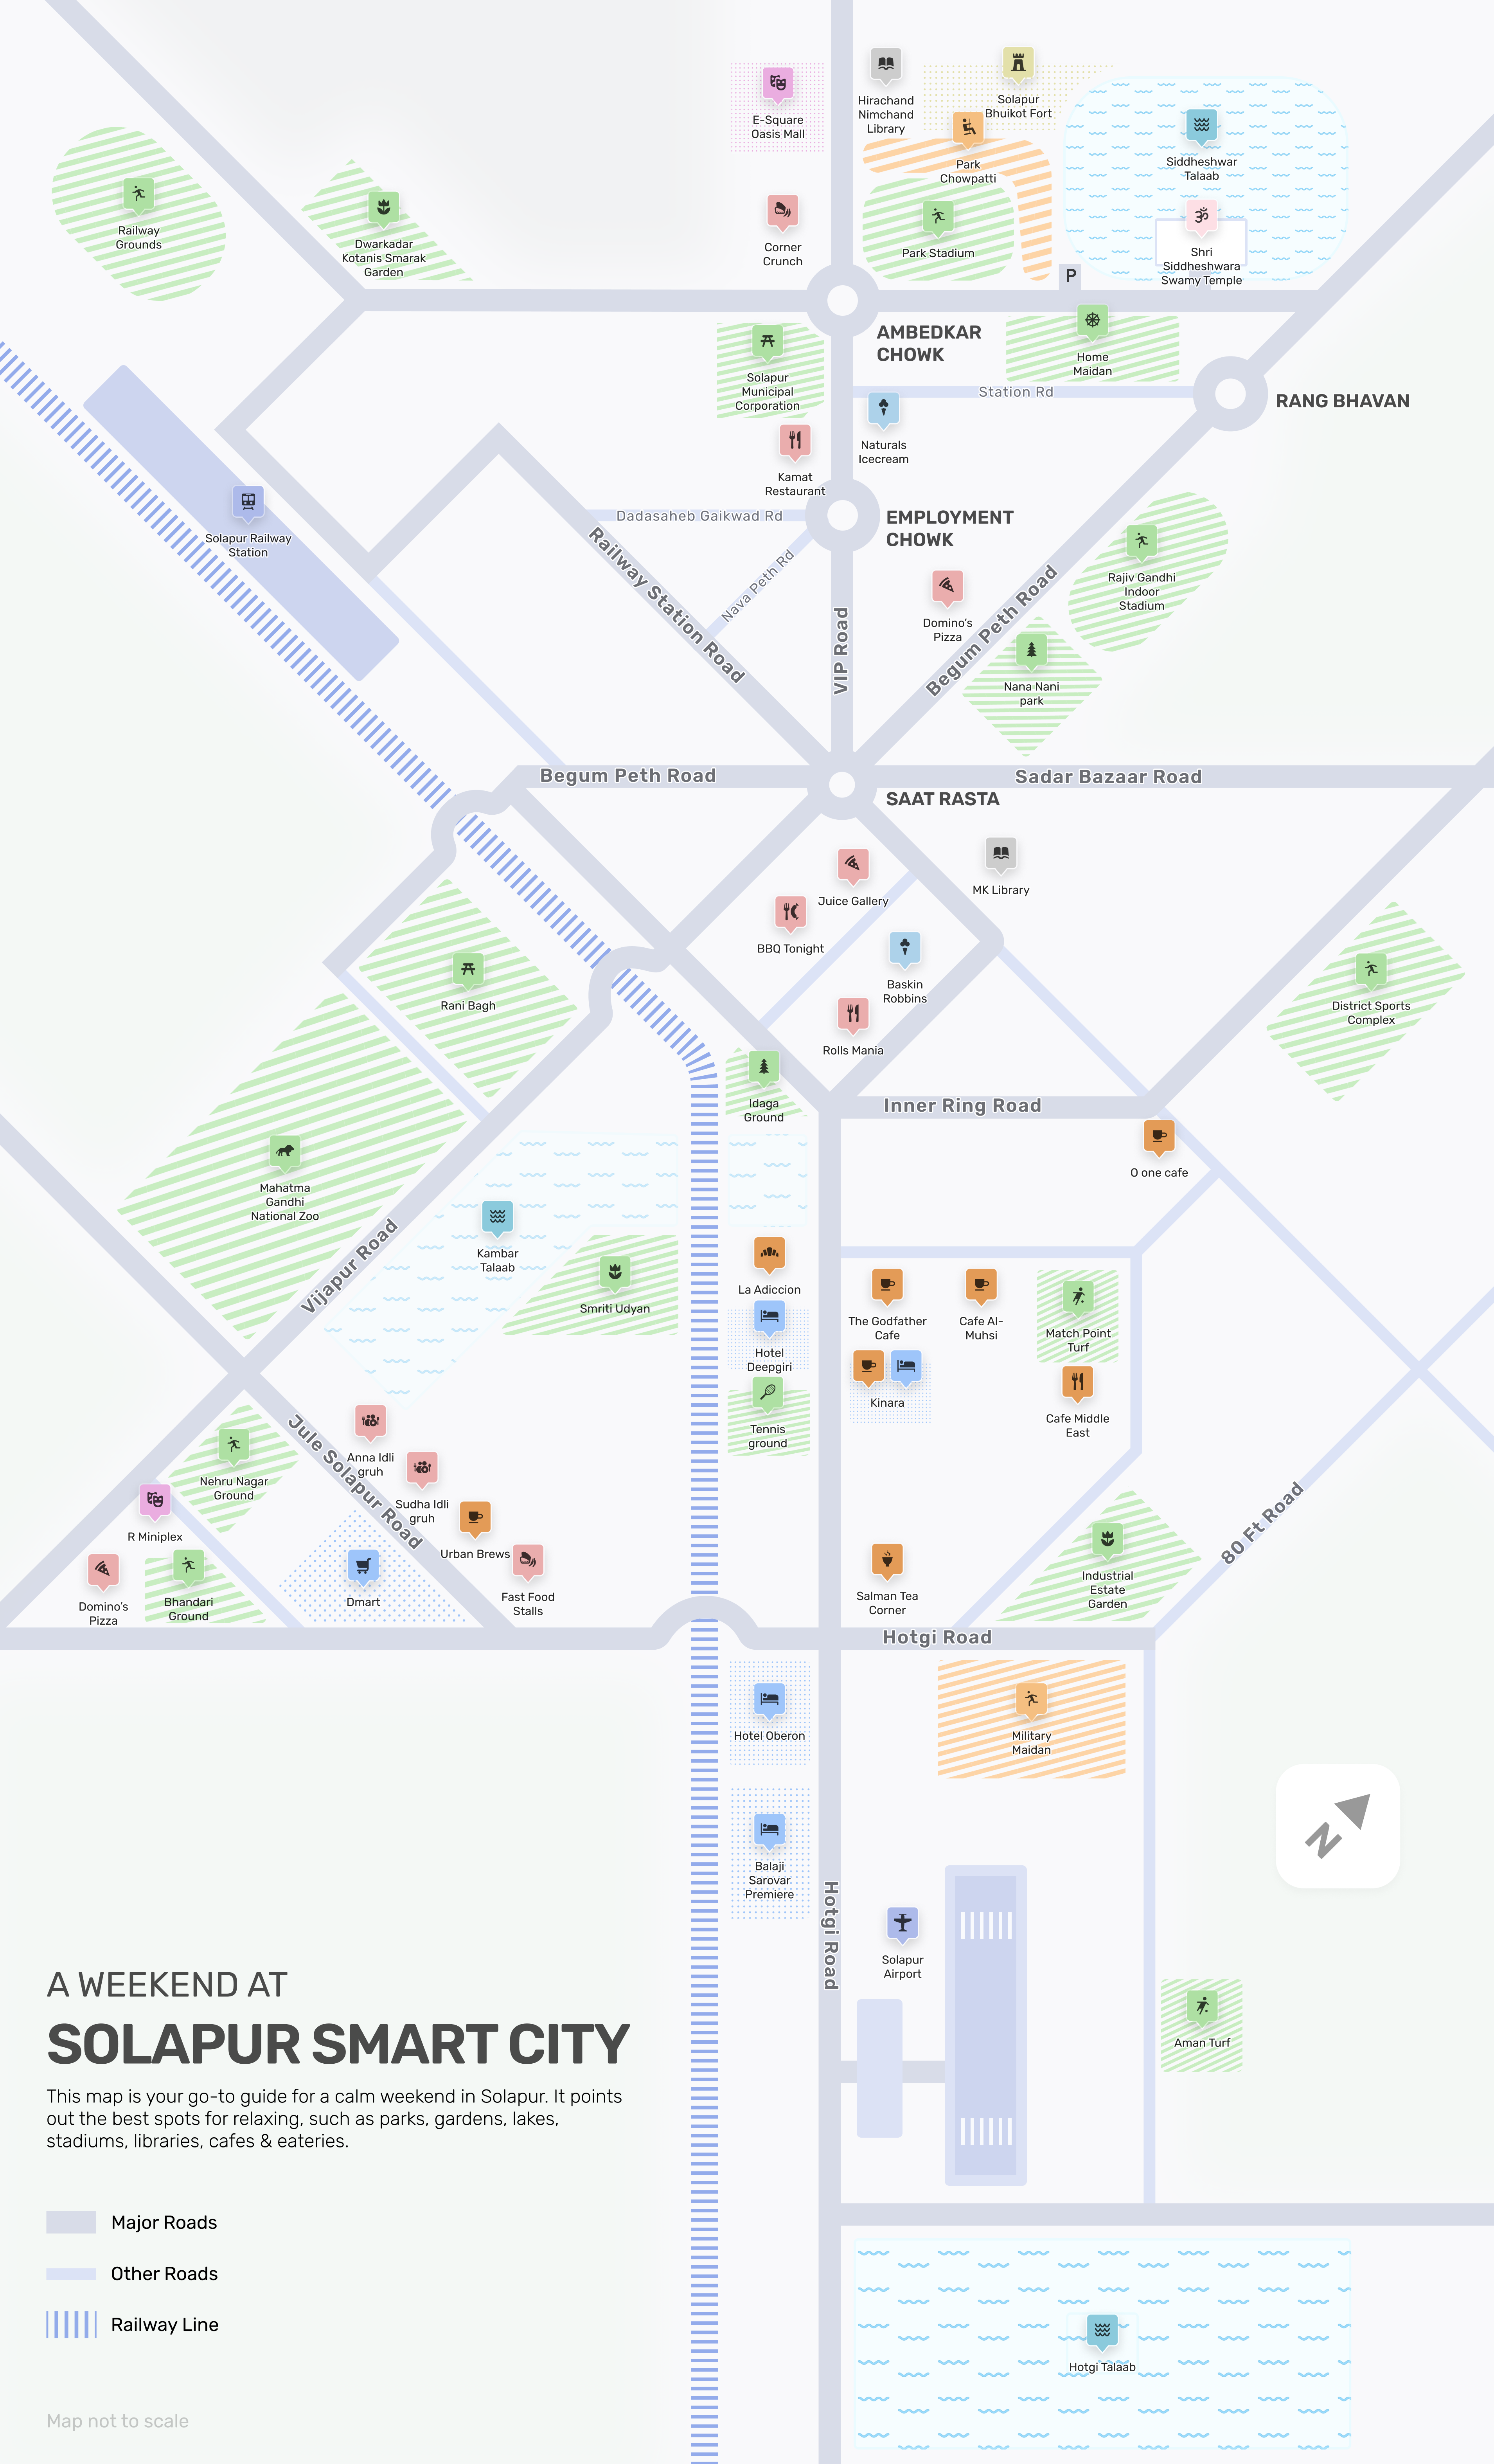 E-Square
Oasis Mall
Hirachand
Nimchand
Library
Solapur
Bhuikot Fort
Park
Chowpatti
Siddheshwar
Talaab
Railway
Grounds
Dwarkadar
Kotanis Smarak
Garden
Corner
Crunch
Park Stadium
Shri
Siddheshwara
Swamy Temple
P
AMBEDKAR
CHOWK
Home
Maidan
Solapur
Municipal
Corporation
Station Rd
RANG BHAVAN
Naturals
Icecream
Kamat
Restaurant
Solapur Railway
Station
Dadasaheb Gaikwad Rd
EMPLOYMENT
CHOWK
Railway Station Road
Nava Peth Rd
VIP Road
Domino's
Pizza
Begum Peth Road
Rajiv Gandhi
Indoor
Stadium
Nana Nani
park
Begum Peth Road
Sadar Bazaar Road
SAAT RASTA
Juice Gallery
MK Library
BBQ Tonight
Baskin
Robbins
Rani Bagh
District Sports
Complex
Rolls Mania
Idaga
Ground
Inner Ring Road
O one cafe
Mahatma
Gandhi
National Zoo
Vijapur Road
Kambar
Talaab
Smriti Udyan
La Adiccion
Hotel
Deepgiri
The Godfather
Cafe
Cafe Al-
Muhsi
Match Point
Turf
Kinara
Cafe Middle
East
Tennis
ground
Jule Solapur Road
Anna Idli
gruh
Nehru Nagar
Ground
Sudha Idli
gruh
R Miniplex
Urban Brews
80 Ft Road
Domino's
Pizza
Bhandari
Ground
Dmart
Fast Food
Stalls
Salman Tea
Corner
Industrial
Estate
Garden
Hotgi Road
Hotel Oberon
Military
Maidan
Balaji
Sarovar
Premiere
Hotgi Road
Solapur
Airport
N
Aman Turf
A WEEKEND AT
SOLAPUR SMART CITY
This map is your go-to guide for a calm weekend in Solapur. It points
out the best spots for relaxing, such as parks, gardens, lakes,
stadiums, libraries, cafes & eateries.
Major Roads
Other Roads
Railway Line
Hotgi Talaab
Map not to scale